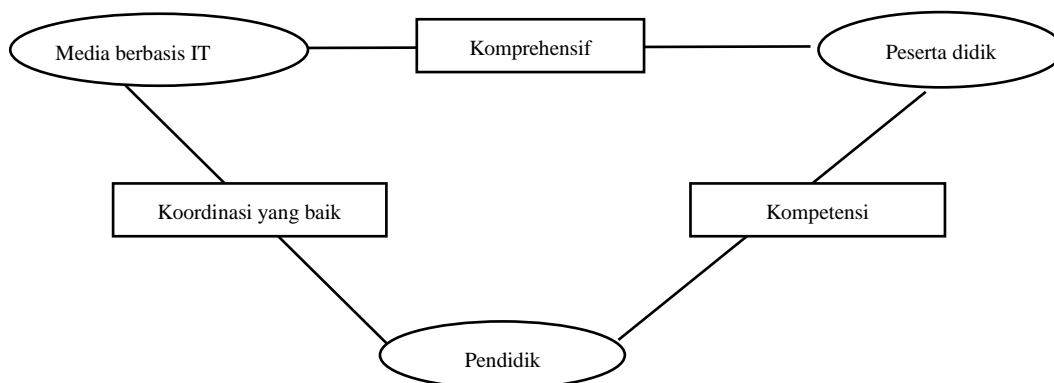 Media berbasis IT
Komprehensif
Peserta didik
Koordinasi yang baik
Kompetensi
Pendidik